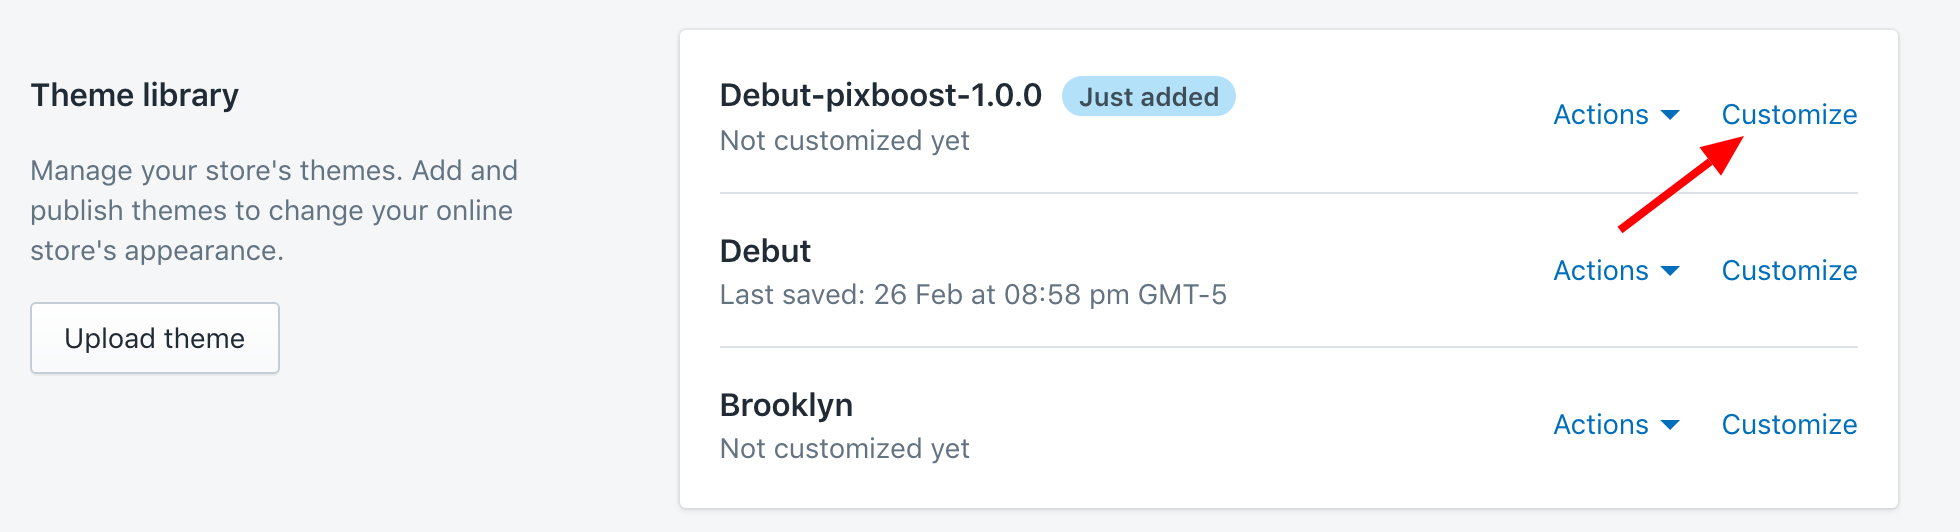 Theme library
Manage your store's themes. Add and
publish themes to change your online
store's appearance.
Upload theme
Debut-pixboost-1.0.0 Just added
Not customized yet
Actions Customize
Debut
Last saved: 26 Feb at 08:58 pm GMT-5
Actions Customize
Brooklyn
Not customized yet
Actions Customize